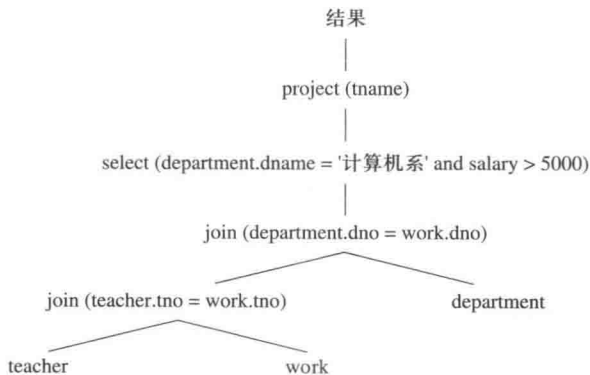 结果
project (tname)
select (department.dname = '计算机系' and salary > 5000)
join (department.dno = work.dno)
join (teacher.tno = work.tno)
department
teacher
work